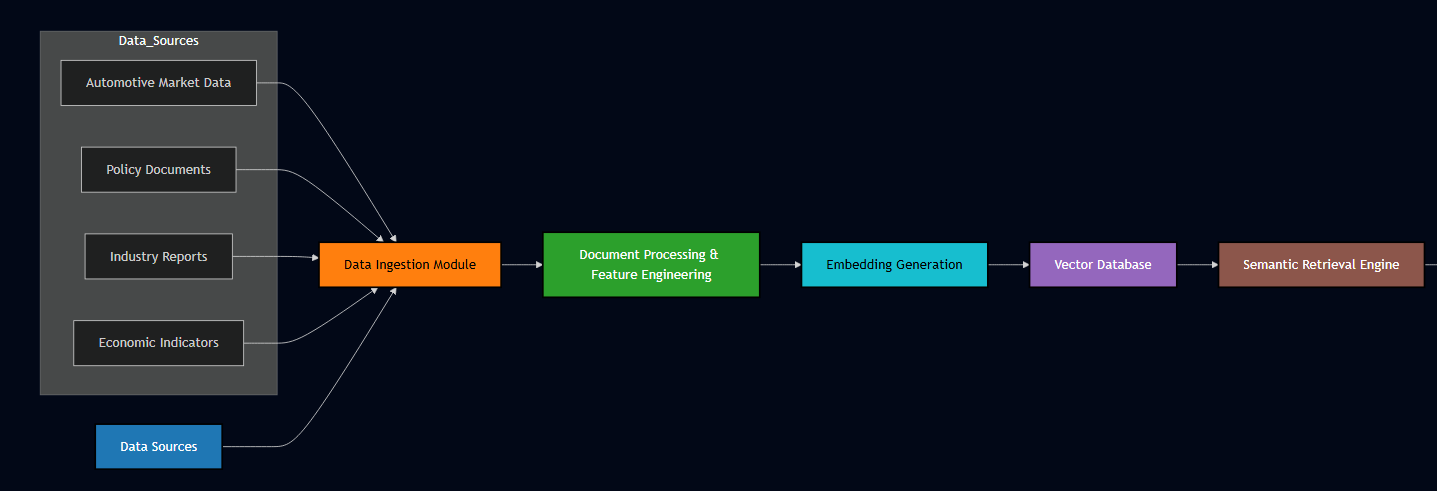 Data_Sources
Automotive Market Data
Policy Documents
Industry Reports
Economic Indicators
Data Sources
Data Ingestion Module
Document Processing &
Feature Engineering
Embedding Generation
Vector Database
Semantic Retrieval Engine